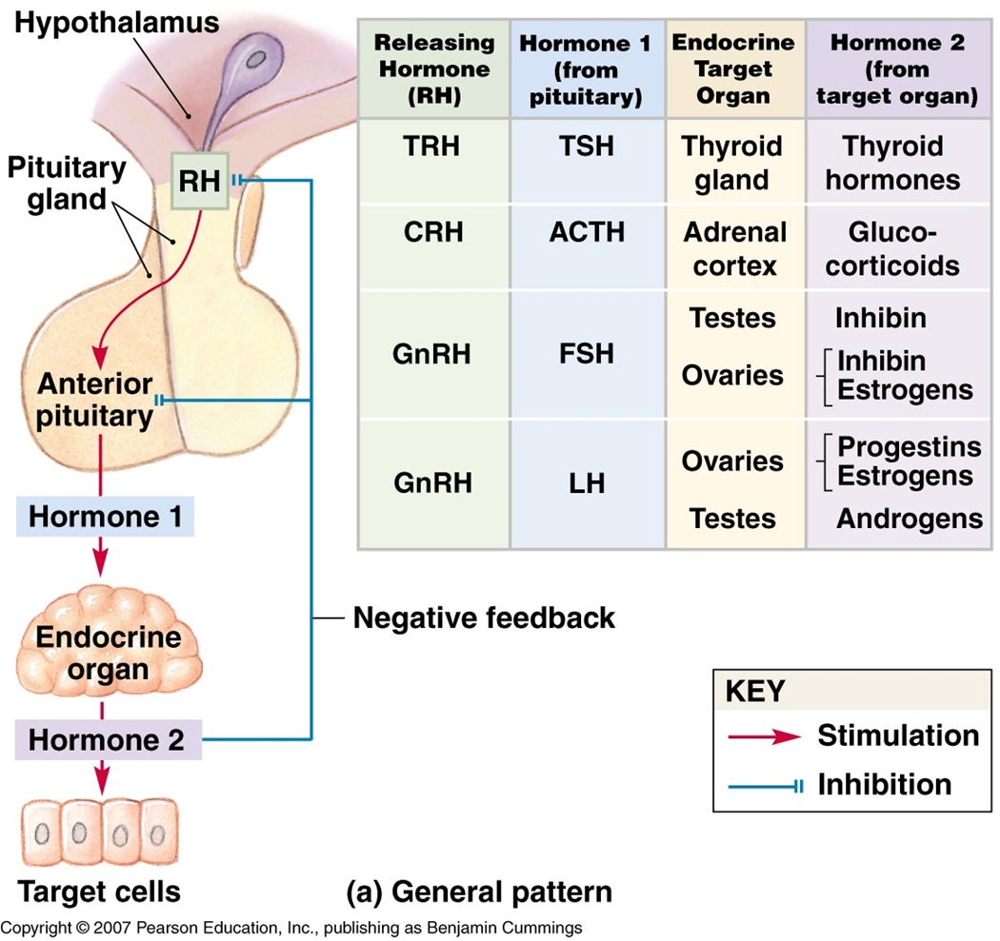 Hypothalamus
Pituitary
gland
RH
Anterior
pituitary
Hormone 1
Endocrine
organ
Hormone 2
Target cells
Negative feedback
Releasing
Hormone
(RH)
Hormone 1
(from
pituitary)
Endocrine
Target
Organ
Hormone 2
(from
target organ)
TRH
TSH
Thyroid
gland
Thyroid
hormones
CRH
ACTH
Adrenal
cortex
Gluco-
corticoids
GnRH
FSH
Testes
Inhibin
Ovaries
Inhibin
Estrogens
GnRH
LH
Ovaries
Progestins
Estrogens
Testes
Androgens
KEY
Stimulation
Inhibition
(a) General pattern
Copyright © 2007 Pearson Education, Inc., publishing as Benjamin Cummings